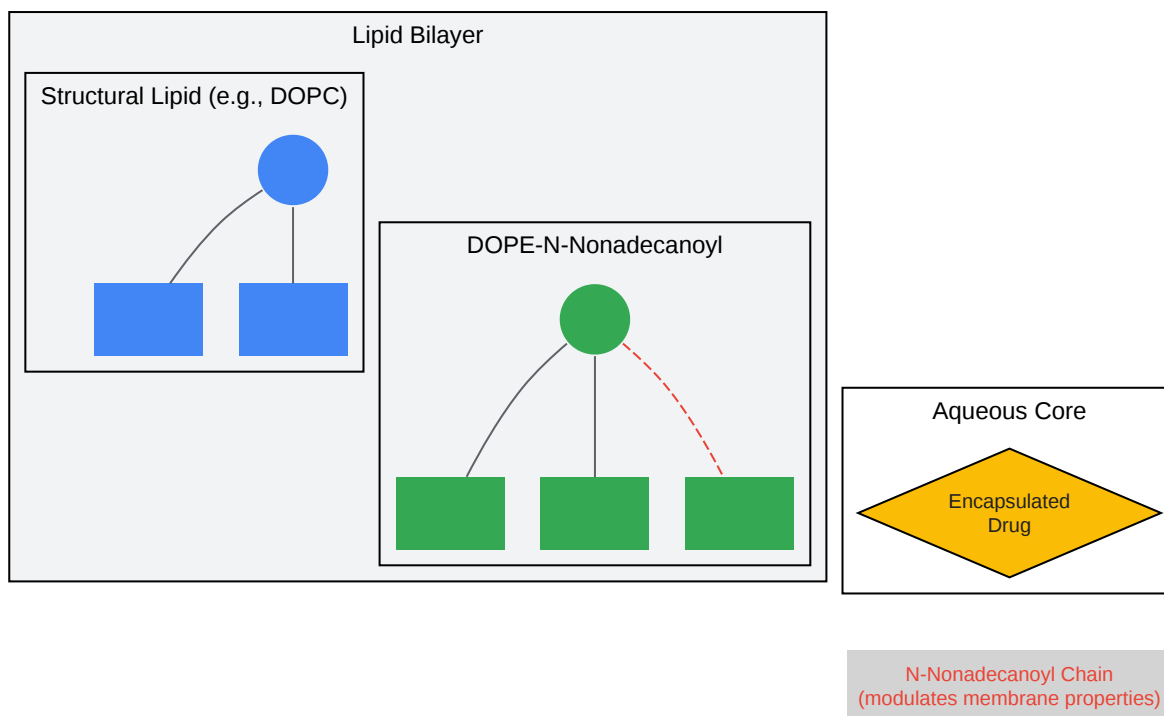 Lipid Bilayer
Structural Lipid (e.g., DOPC)
DOPE-N-Nonadecanoyl
Aqueous Core
Encapsulated
Drug
N-Nonadecanoyl Chain
(modulates membrane properties)